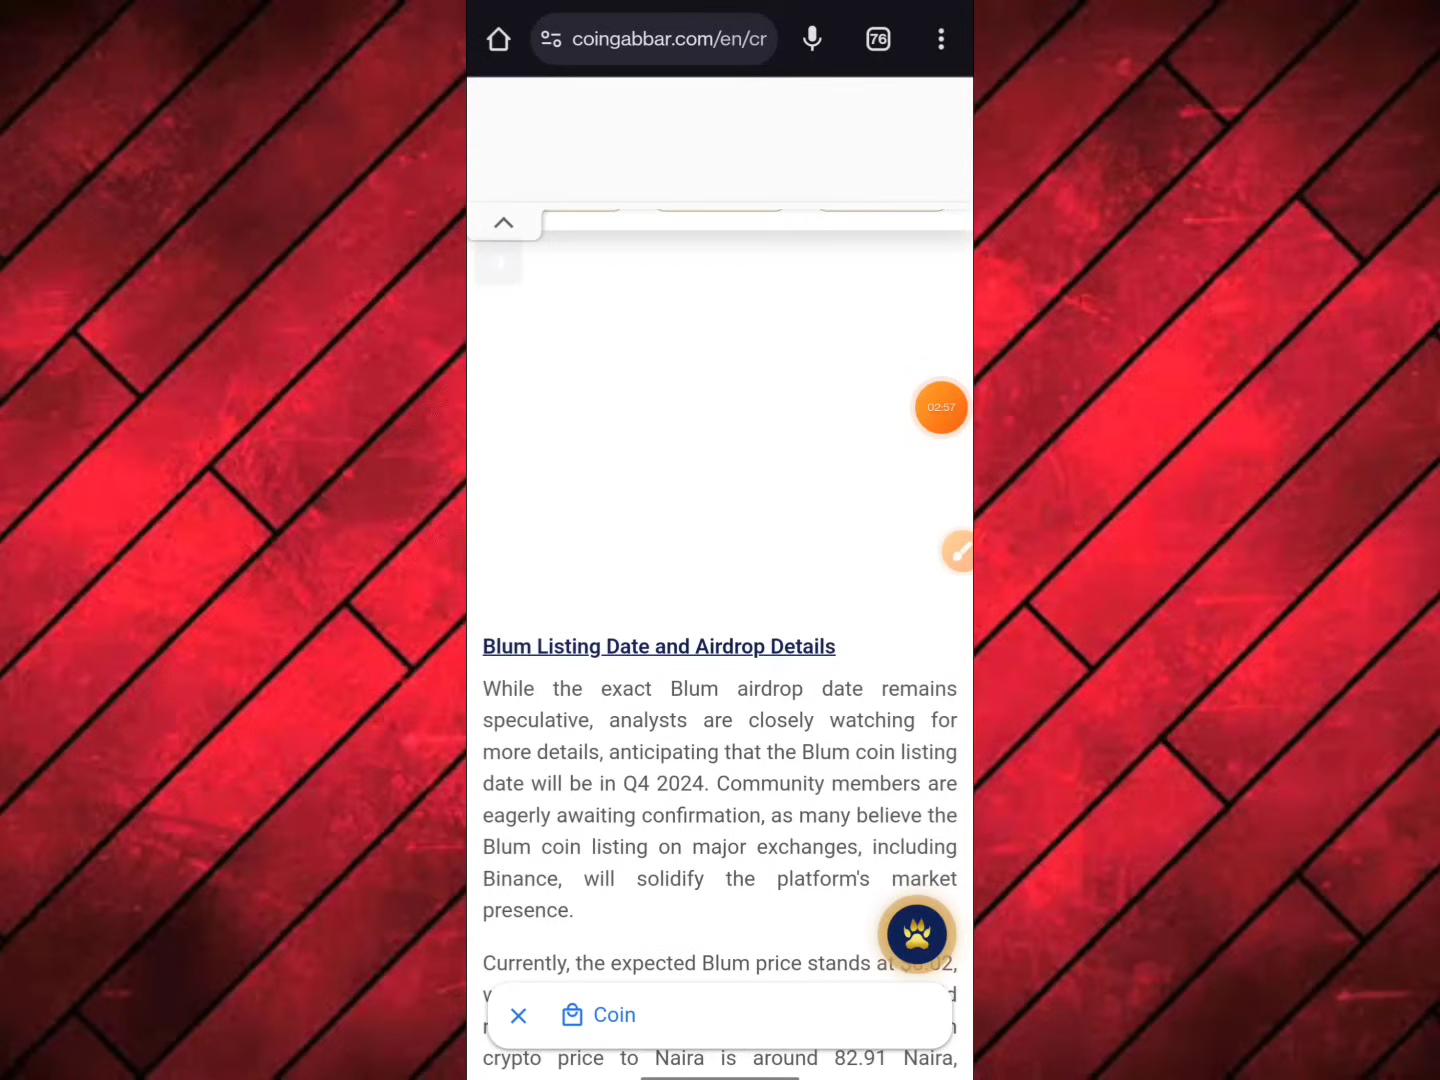 coingabbar.com/en/cr
76
02:57
Blum Listing Date and Airdrop Details
While the exact Blum airdrop date remains
speculative, analysts are closely watching for
more details, anticipating that the Blum coin listing
date will be in Q4 2024. Community members are
eagerly awaiting confirmation, as many believe the
Blum coin listing on major exchanges, including
Binance, will solidify the platform's market
presence.
Currently, the expected Blum price stands at $0.02,
Coin
crypto price to Naira is around 82.91 Naira,